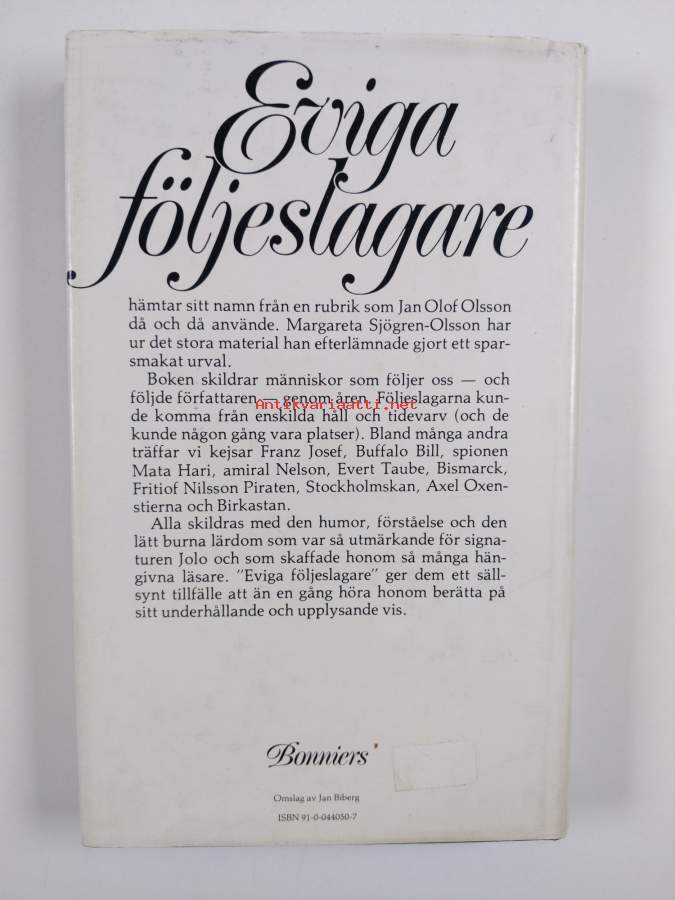 Eviga
följeslagare
hämtar sitt namn från en rubrik som Jan Olof Olsson
då och då använde. Margareta Sjögren-Olsson har
ur det stora material han efterlämnade gjort ett spar-
smakat urval.
Boken skildrar människor som följer oss — och
följde författaren — genom åren. Följeslagarna kun-
Antikvariaatti.net
de komma från enskilda håll och tidevarv (och de
kunde någon gång vara platser). Bland många andra
träffar vi kejsar Franz Josef, Buffalo Bill, spionen
Mata Hari, amiral Nelson, Evert Taube, Bismarck,
Fritiof Nilsson Piraten, Stockholmskan, Axel Oxen-
stierna och Birkastan.
Alla skildras med den humor, förståelse och den
lätt burna lärdom som var så utmärkande för signa-
turen Jolo och som skaffade honom så många hän-
givna läsare. ”Eviga följeslagare” ger dem ett säll-
synt tillfälle att än en gång höra honom berätta på
sitt underhållande och upplysande vis.
Bonniers
Omslag av Jan Biberg
ISBN 91-0-044050-7